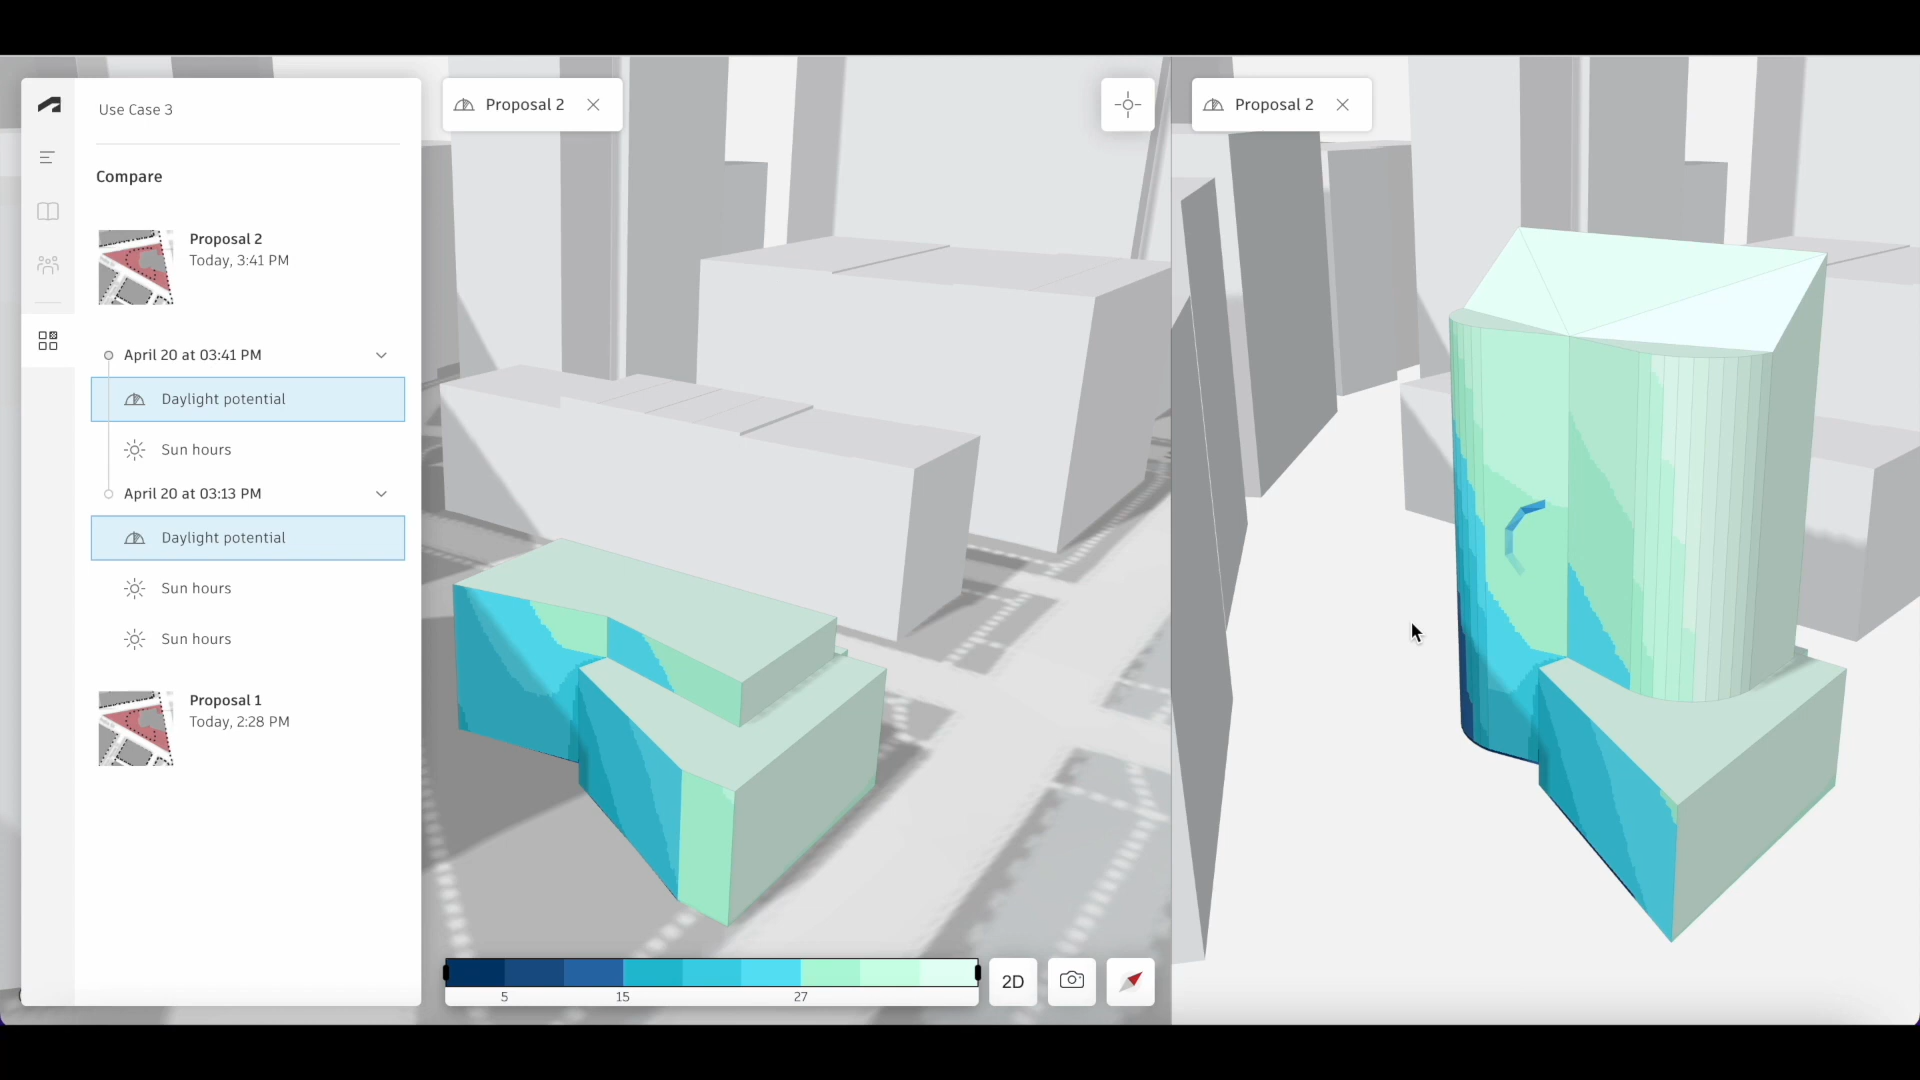 Use Case 3
Compare
Proposal 2
Today, 3:41 PM
April 20 at 03:41 PM
Daylight potential
Sun hours
April 20 at 03:13 PM
Daylight potential
Sun hours
Sun hours
Proposal 1
Today, 2:28 PM
Proposal 2
5
15
27
2D
Proposal 2